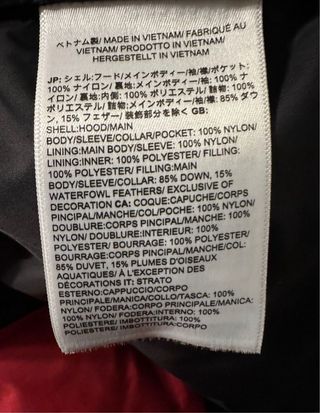 ベトナム製/ MADE IN VIETNAM/ FABRIQUÉ AU
VIETNAM/ PRODOTTO IN VIETNAM/
HERGESTELLT IN VIETNAM
JP: シェル:フード/メインボディー/袖/襟/ポケット:
100% ナイロン/ 裏地:メインボディー/袖/襟: 100% ナ
イロン/ 裏地:内側: 100% ポリエステル/ 詰物: 100%
ポリエステル/ 詰物:メインボディー/袖/襟: 85% ダウ
ン, 15% フェザー/ 装飾部分を除く GB:
SHELL:HOOD/MAIN
BODY/SLEEVE/COLLAR/POCKET: 100% NYLON/
LINING:MAIN BODY/SLEEVE: 100% NYLON/
LINING:INNER: 100% POLYESTER/ FILLING:
100% POLYESTER/ FILLING:MAIN
BODY/SLEEVE/COLLAR: 85% DOWN, 15%
WATERFOWL FEATHERS/ EXCLUSIVE OF
DECORATION CA: COQUE:CAPUCHE/CORPS
PINCIPAL/MANCHE/COL/POCHE: 100% NYLON/
DOUBLURE:CORPS PINCIPAL/MANCHE: 100%
NYLON/ DOUBLURE:INTERIEUR: 100%
POLYESTER/ BOURRAGE: 100% POLYESTER/
BOURRAGE:CORPS PINCIPAL/MANCHE/COL:
85% DUVET, 15% PLUMES D'OISEAUX
AQUATIQUES/ À L'EXCLUSION DES
DÉCORATIONS IT: STRATO
ESTERNO:CAPPUCCIO/CORPO
PRINCIPALE/MANICA/COLLO/TASCA: 100%
NYLON/ FODERA:CORPO PRINCIPALE/MANICA:
100% NYLON/ FODERA:INTERNO: 100%
POLIESTERE/ IMBOTTITURA: 100%
POLIESTERE/ IMBOTTITURA:CORPO